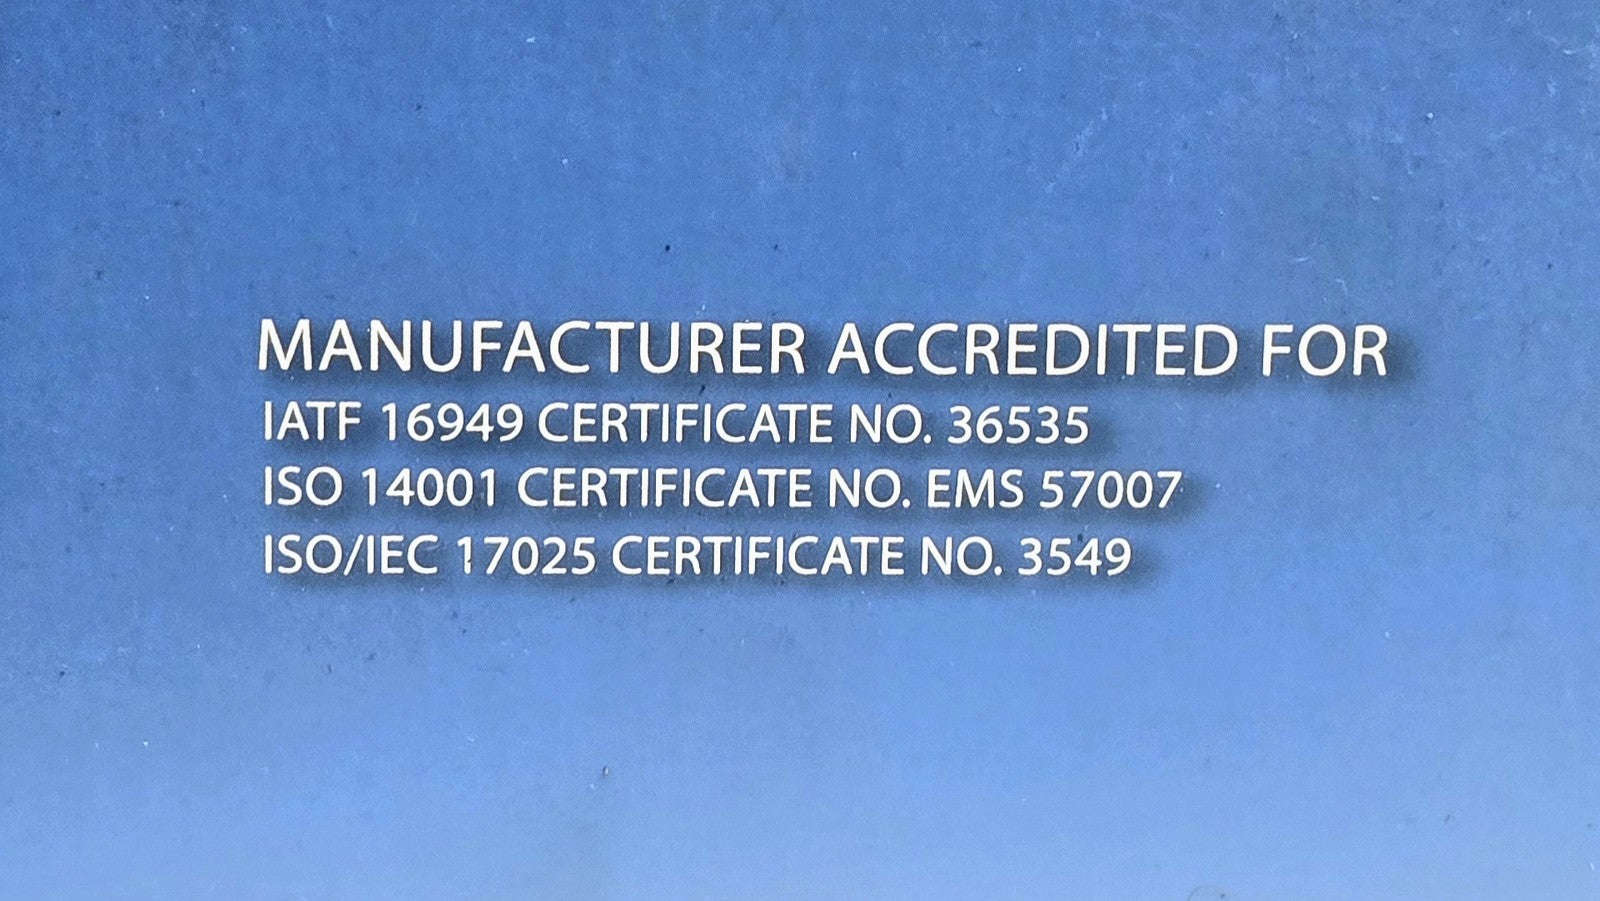 MANUFACTURER ACCREDITED FOR
IATF 16949 CERTIFICATE NO. 36535
ISO 14001 CERTIFICATE NO. EMS 57007
ISO/IEC 17025 CERTIFICATE NO. 3549